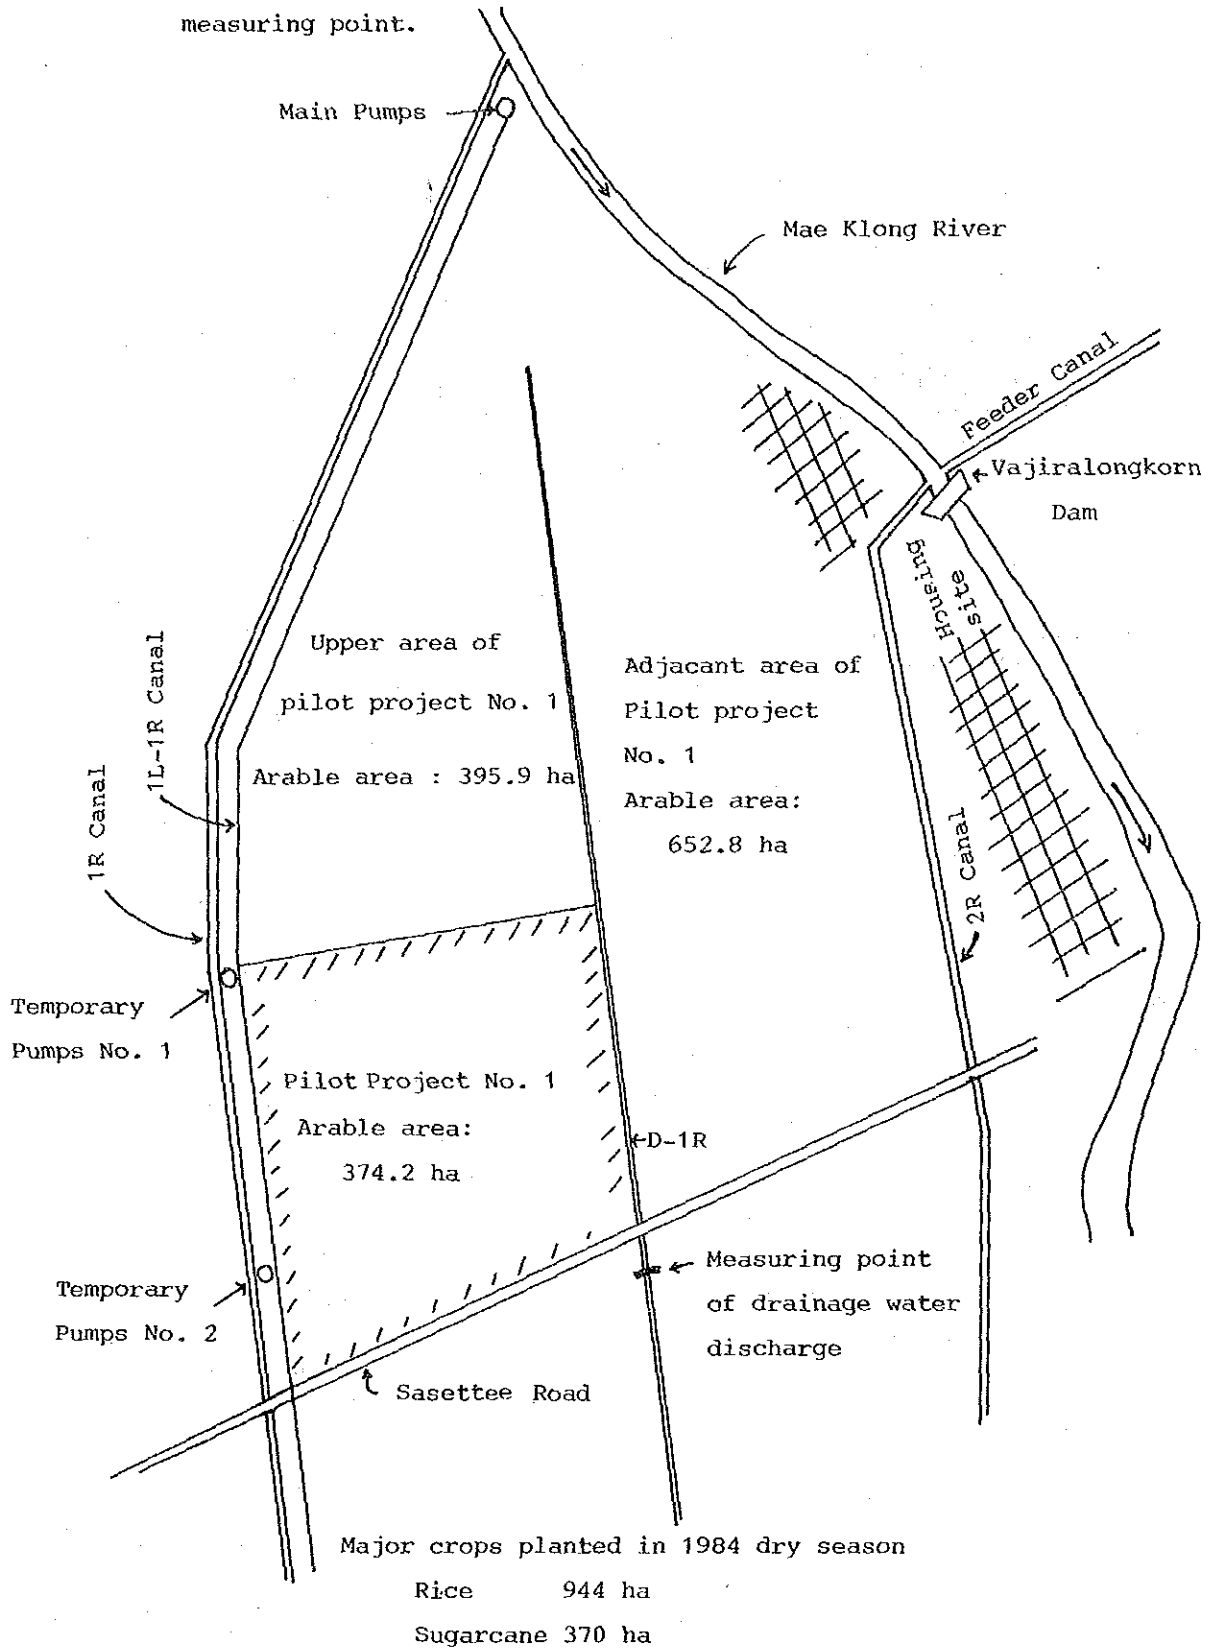 measuring point.
Main Pumps
Mae Klong River
Feeder Canal
Vajiralongkorn
Dam
Housing
site
Upper area of
pilot project No. 1
Arable area : 395.9 ha
Adjacant area of
Pilot project
No. 1
Arable area:
652.8 ha
1L-1R Canal
1R Canal
2R Canal
Temporary
Pumps No. 1
Pilot Project No. 1
Arable area:
374.2 ha
D-1R
Temporary
Pumps No. 2
Measuring point
of drainage water
discharge
Sasettee Road
Major crops planted in 1984 dry season
Rice 944 ha
Sugarcane 370 ha